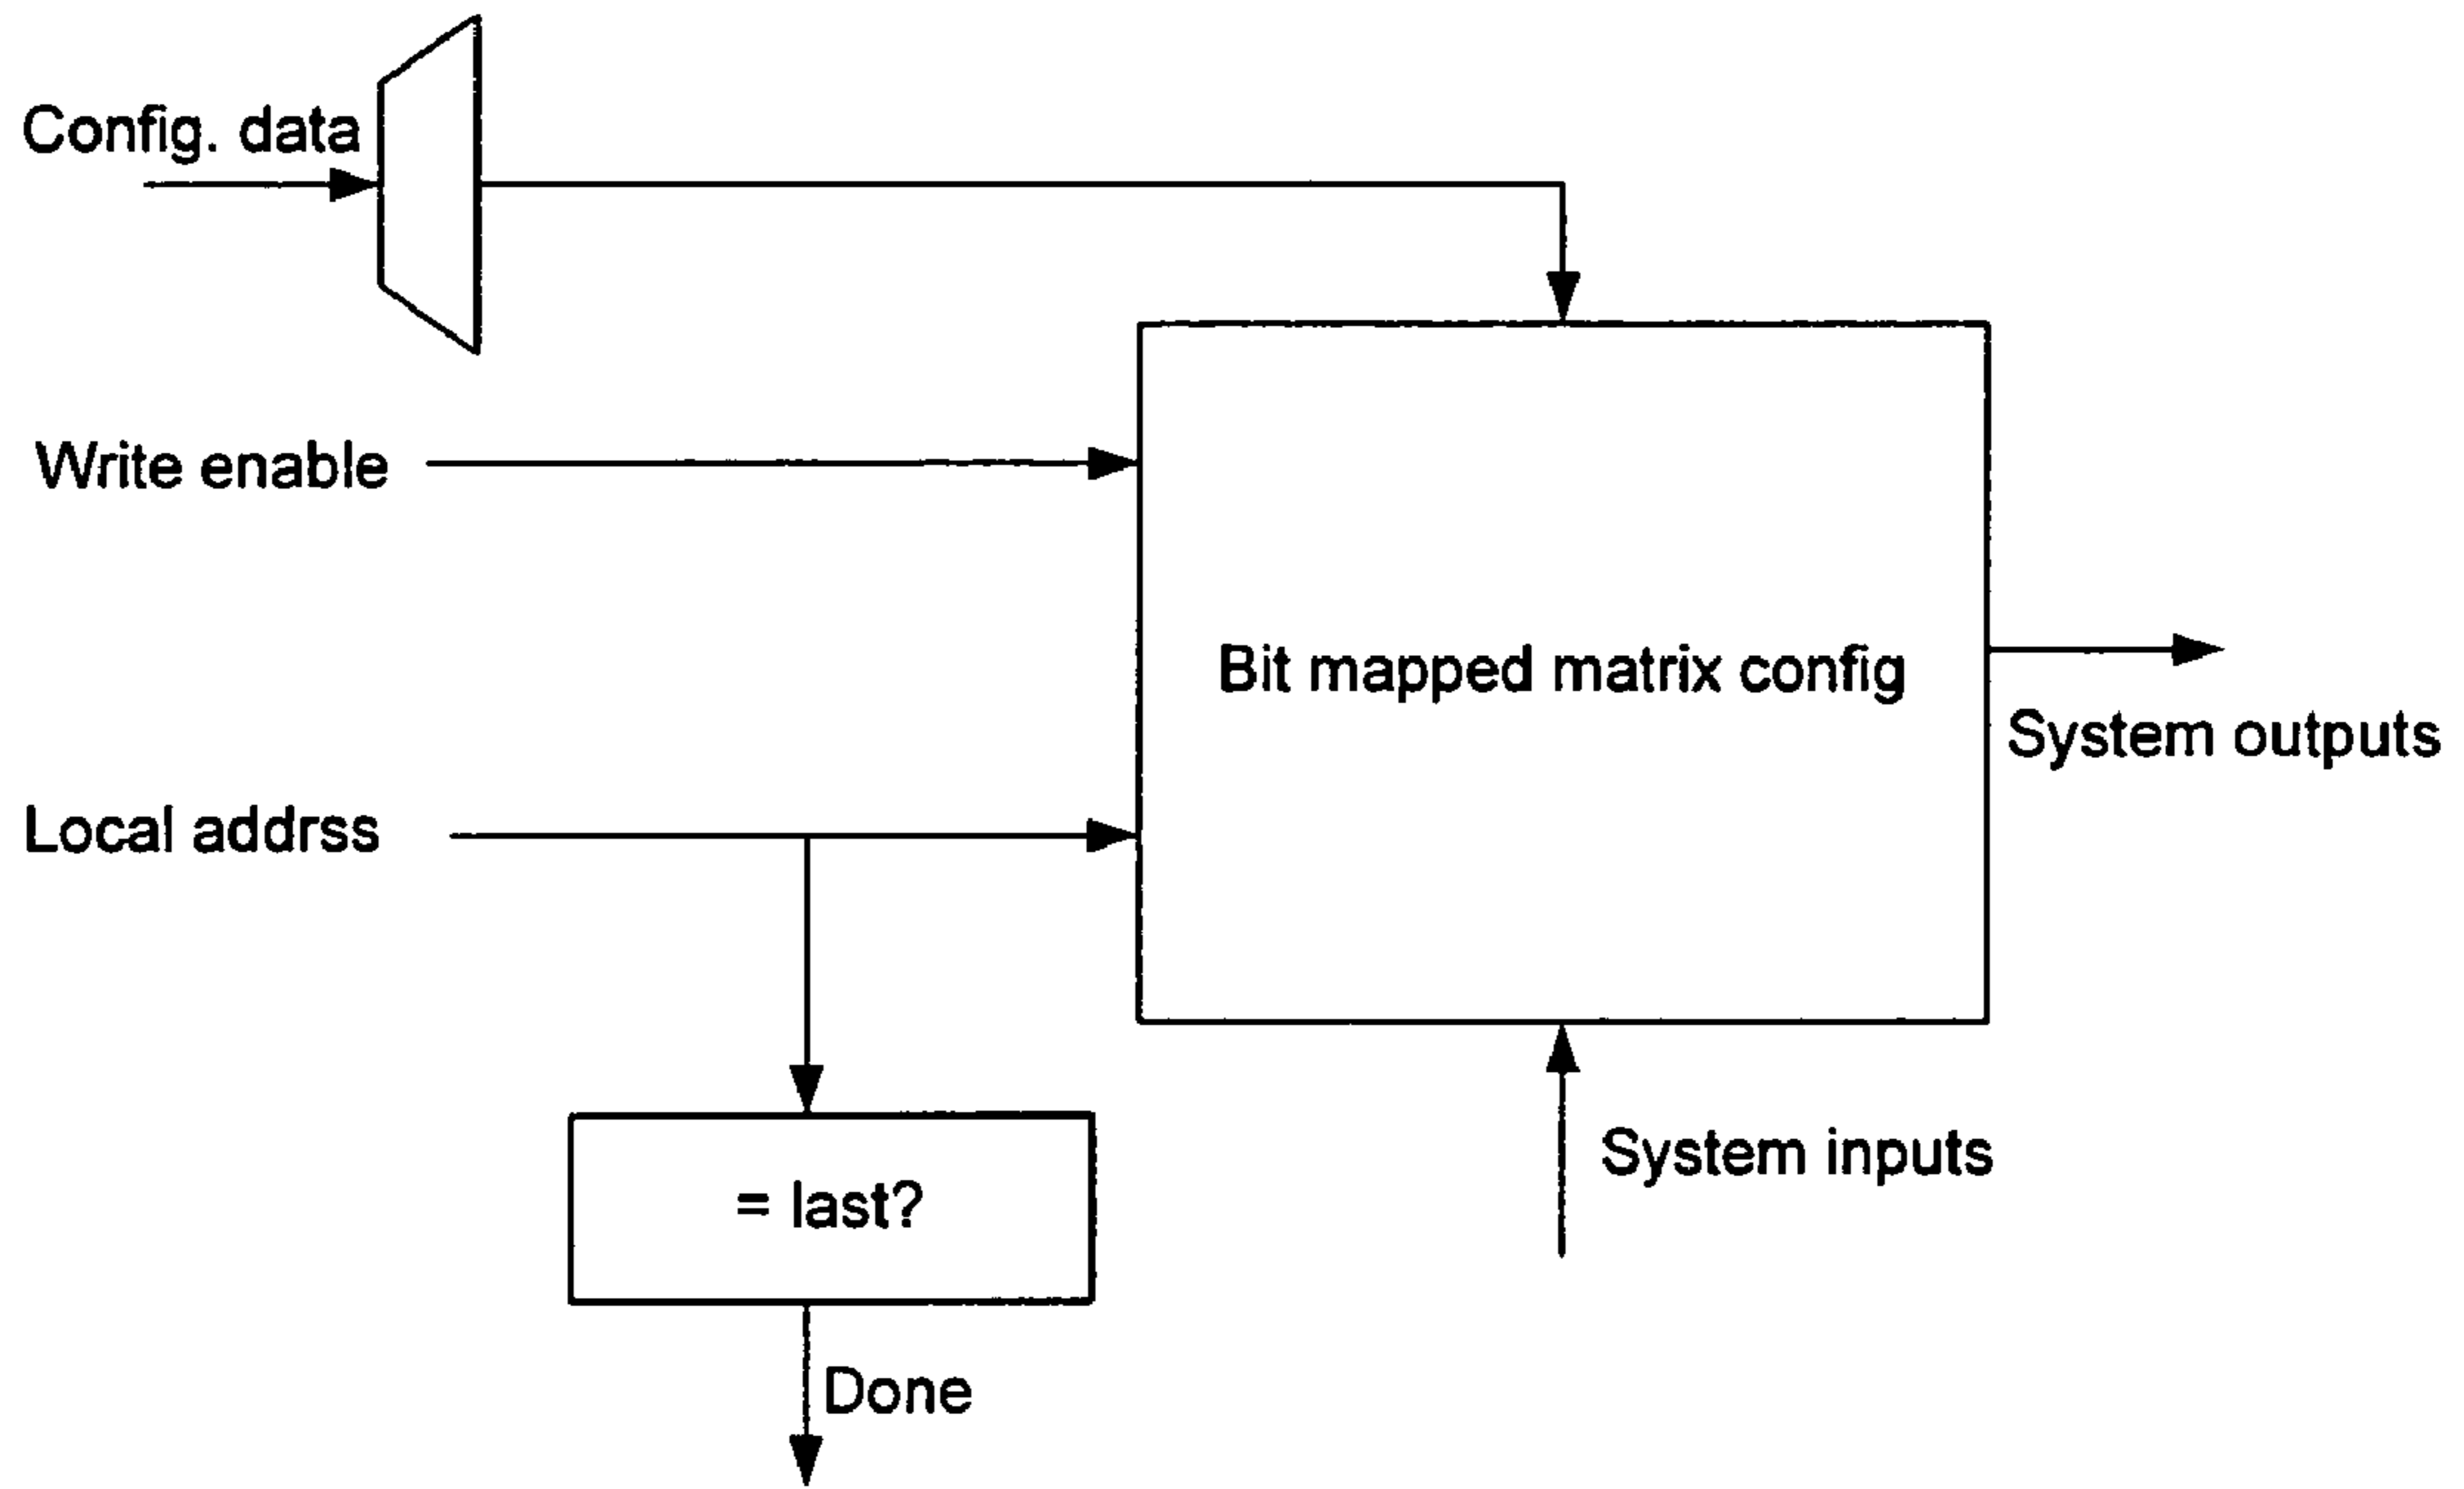 Config. data
Write enable
Bit mapped matrix config
System outputs
Local addrss
System inputs
= last?
Done